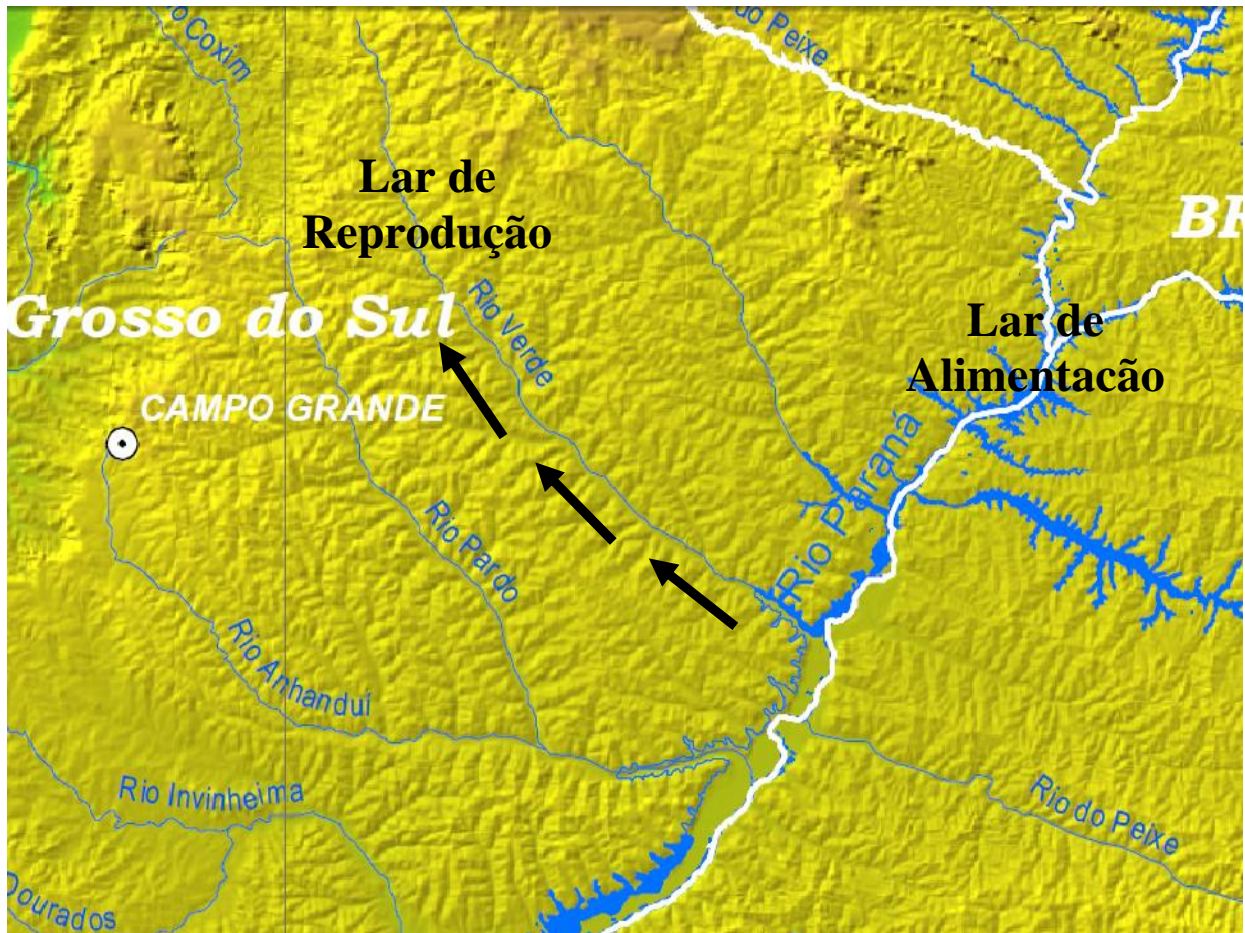 o Coxim
do Peixe
Lar de
Reprodução
BR
Rio Verde
Grosso do Sul
Lar de
Alimentacão
CAMPO GRANDE
Rio Paraná
Rio Pardo
Rio Anhanduí
Rio Invinheima
Rio do Peixe
Dourados